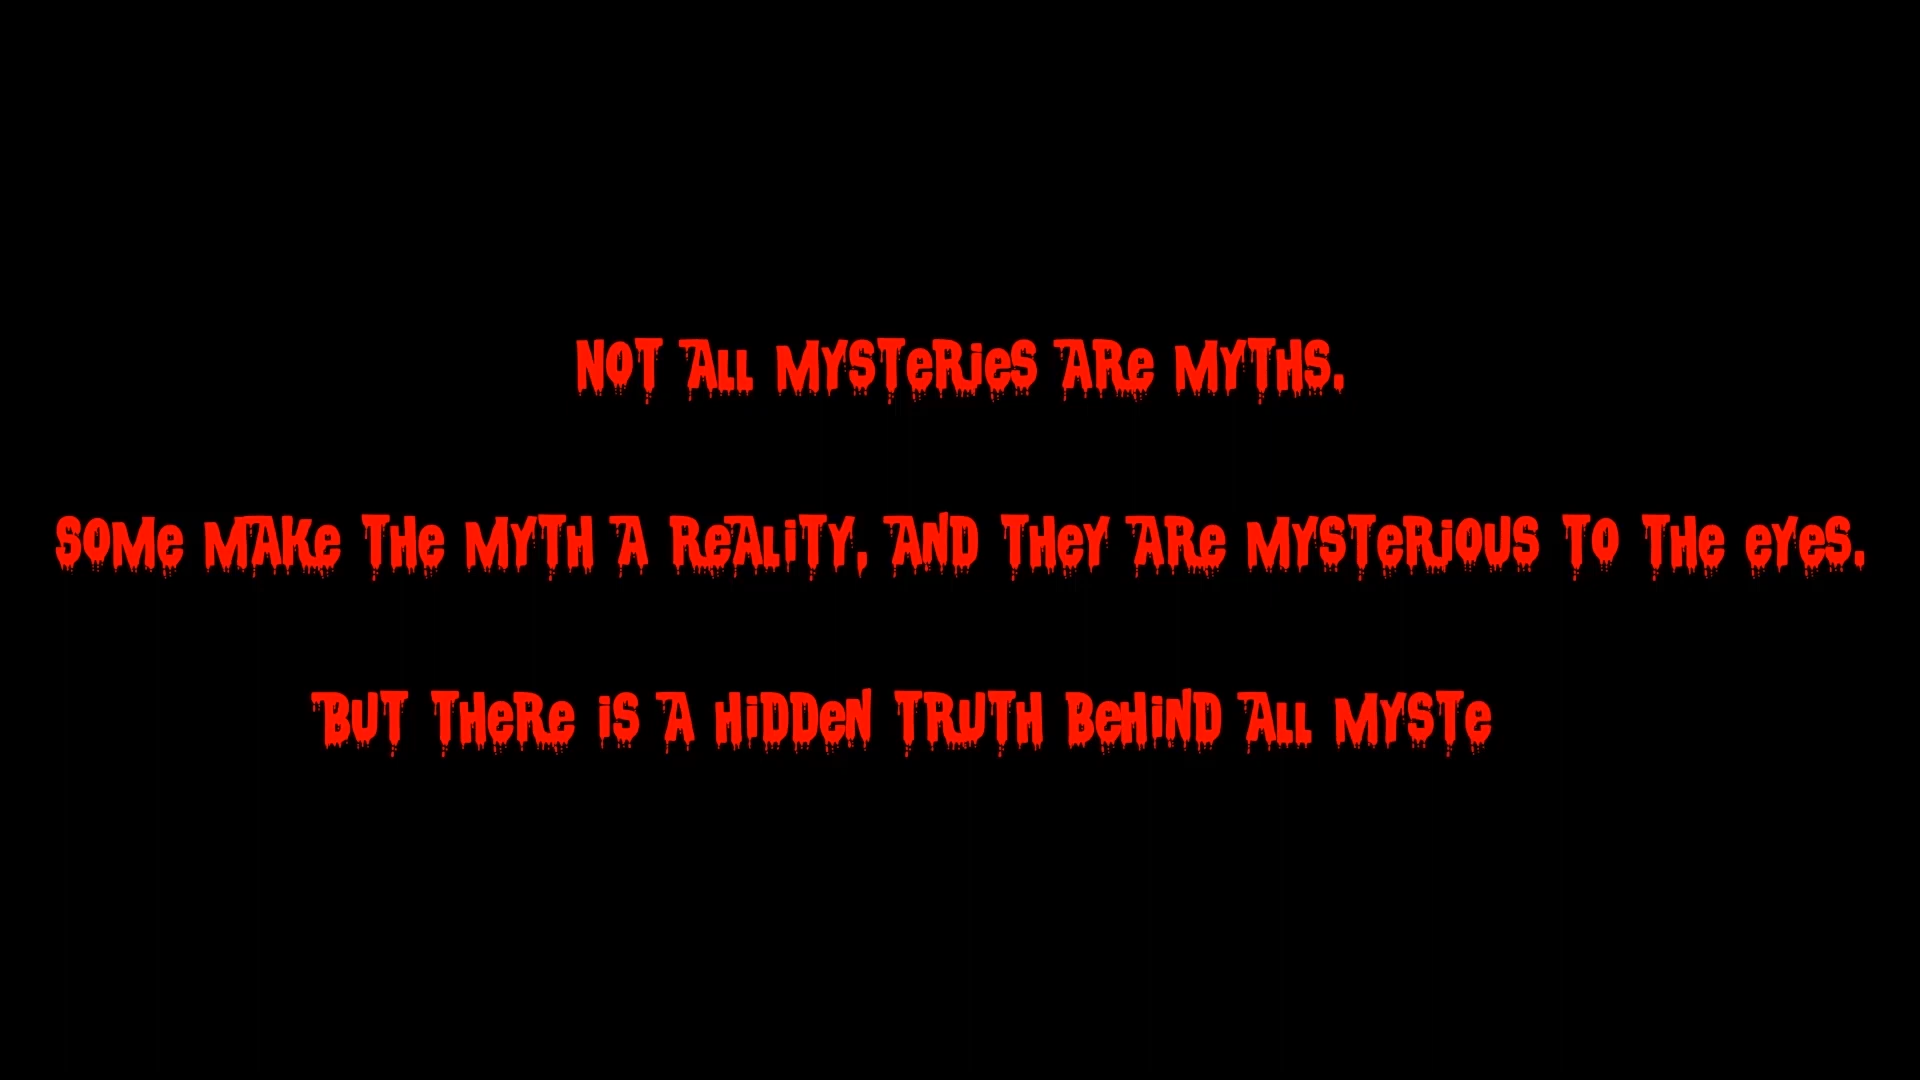 NOT ALL MYSTERIES ARE MYTHS.
SOME MAKE THE MYTH A REALITY, AND THEY ARE MYSTERIOUS TO THE EYES.
BUT THERE IS A HIDDEN TRUTH BEHIND ALL MYSTE